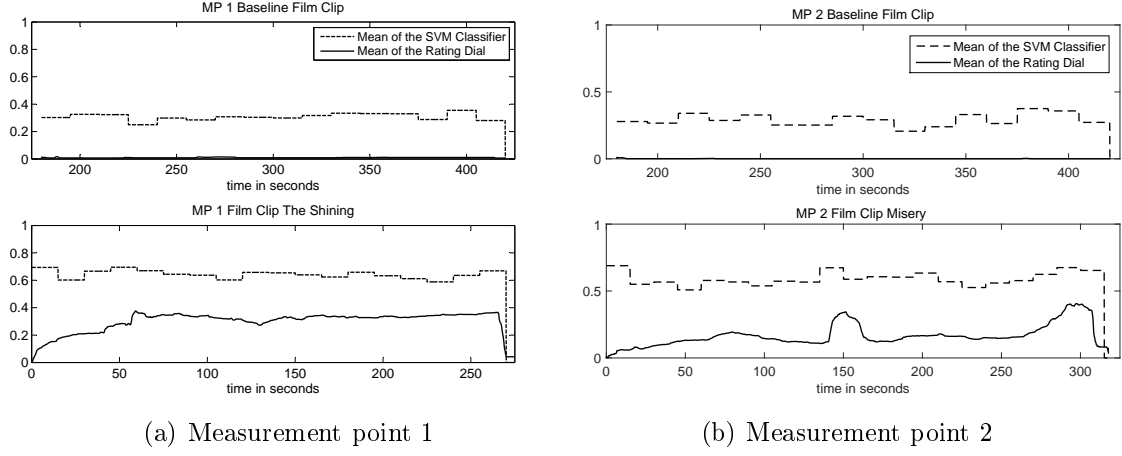 MP 1 Baseline Film Clip
1
0.8
0.6
0.4
0.2
0
Mean of the SVM Classifier
Mean of the Rating Dial
200 250 300 350 400
time in seconds
MP 1 Film Clip The Shining
1
0.8
0.6
0.4
0.2
0
0 50 100 150 200 250
time in seconds
(a) Measurement point 1
MP 2 Baseline Film Clip
1
0.5
0
Mean of the SVM Classifier
Mean of the Rating Dial
200 250 300 350 400
time in seconds
MP 2 Film Clip Misery
1
0.5
0
0 50 100 150 200 250 300
time in seconds
(b) Measurement point 2